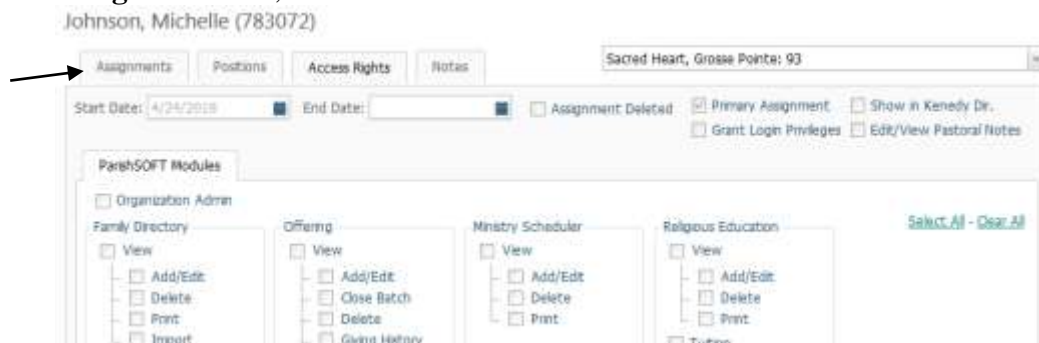 Johnson, Michelle (783072)
Assignments Positions Access Rights Notes Sacred Heart, Grosse Pointe: 93
Start Date: 4/24/2018 End Date: Assignment Deleted Primary Assignment Show in Kenedy Dir.
Grant Login Privileges Edit/View Pastoral Notes
ParishSOFT Modules
Organization Admin
Family Directory Offering Ministry Scheduler Religious Education Select All - Clear All
View View View View
Add/Edit Add/Edit Add/Edit Add/Edit
Delete Close Batch Delete Delete
Print Delete Print Print
Import Giving History Tuition